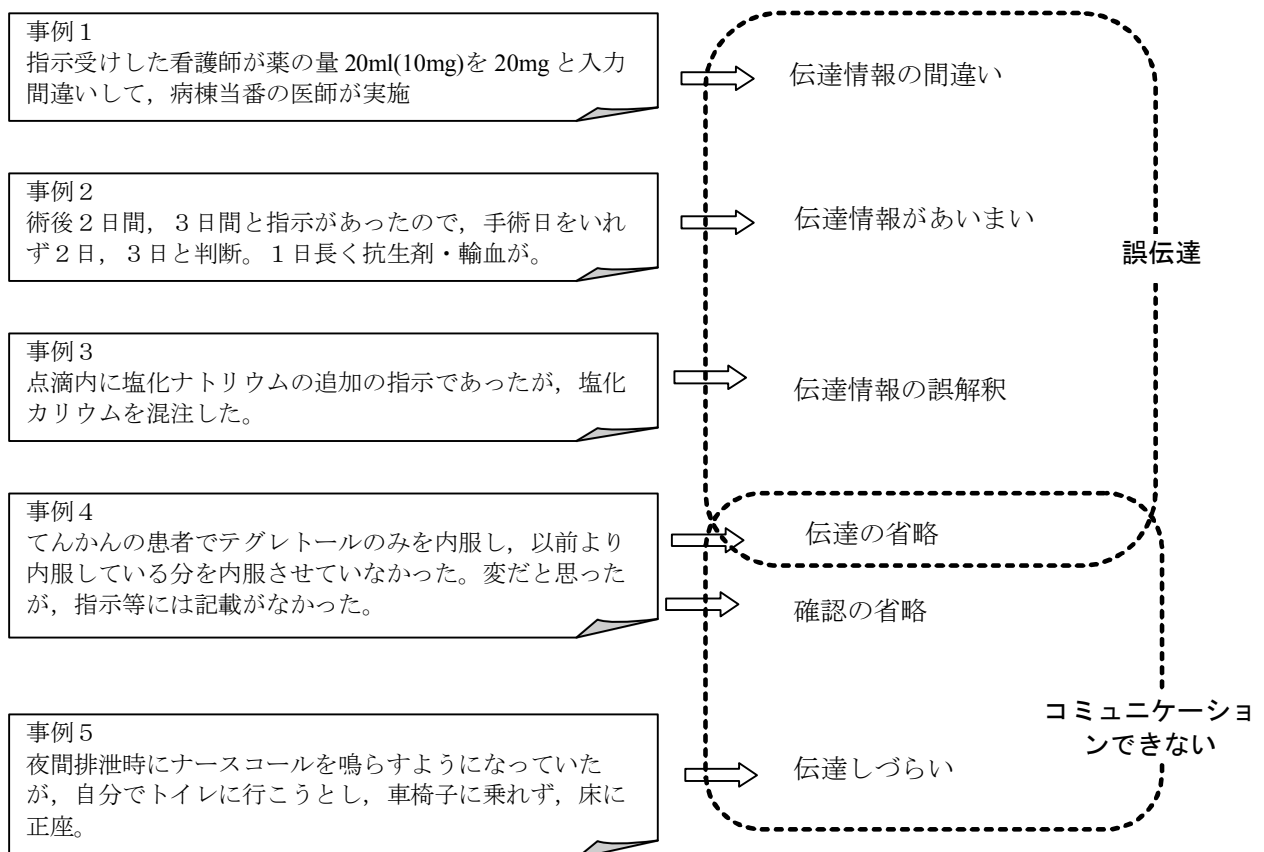 事例１
指示受けした看護師が薬の量 20ml(10mg)を 20mg と入力
間違いして，病棟当番の医師が実施
伝達情報の間違い
事例２
術後２日間，３日間と指示があったので，手術日をいれ
ず２日，３日と判断。１日長く抗生剤・輸血が。
伝達情報があいまい
誤伝達
事例３
点滴内に塩化ナトリウムの追加の指示であったが，塩化
カリウムを混注した。
伝達情報の誤解釈
事例４
てんかんの患者でテグレトールのみを内服し，以前より
内服している分を内服させていなかった。変だと思った
が，指示等には記載がなかった。
伝達の省略
確認の省略
コミュニケーショ
ンできない
事例５
夜間排泄時にナースコールを鳴らすようになっていた
が，自分でトイレに行こうとし，車椅子に乗れず，床に
正座。
伝達しづらい